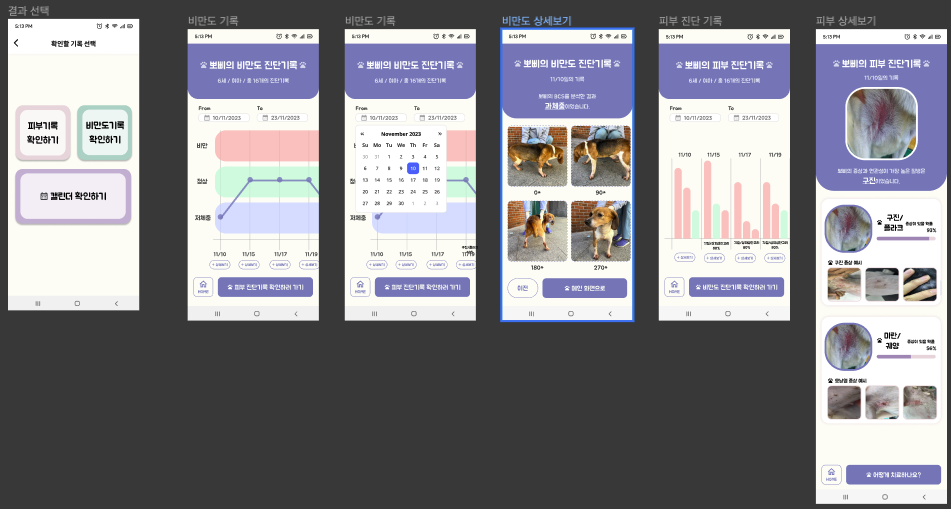 결과 선택
5:13 PM
확인할 기록 선택
피부기록
확인하기
비만도기록
확인하기
캘린더 확인하기
비만도 기록
5:13 PM
뽀삐의 비만도 진단기록
6세 / 여아 / 총 16개의 진단기록
From
To
10/11/2023
23/11/2023
비만
정상
저체중
11/10
11/15
11/17
11/19
+ 상세보기
+ 상세보기
+ 상세보기
+ 상세보기
HOME
피부 진단기록 확인하러 가기
비만도 기록
5:13 PM
뽀삐의 비만도 진단기록
6세 / 여아 / 총 16개의 진단기록
From
To
10/11/2023
23/11/2023
« November 2023 »
Su Mo Tu We Th Fr Sa
30 31 1 2 3 4 5
6 7 8 9 10 11 12
13 14 15 16 17 18 19
20 21 22 23 24 25 26
27 28 29 30 1 2 3
저체중
11/10
11/15
11/17
11/19
+ 상세보기
+ 상세보기
+ 상세보기
+ 상세보기
HOME
피부 진단기록 확인하러 가기
비만도 상세보기
5:13 PM
뽀삐의 비만도 진단기록
11/10일의 기록
뽀삐의 BCS를 분석한 결과
과체중이었습니다.
0+
90+
180+
270+
이전
메인 화면으로
피부 진단 기록
5:13 PM
뽀삐의 피부 진단기록
6세 / 여아 / 총 16개의 진단기록
From
To
10/11/2023
23/11/2023
11/10
11/15
11/17
11/19
+ 상세보기
+ 상세보기
+ 상세보기
+ 상세보기
HOME
비만도 진단기록 확인하러 가기
피부 상세보기
5:13 PM
뽀삐의 피부 진단기록
11/10일의 기록
뽀삐의 증상과 연관성이 가장 높은 질병은
구진이었습니다.
구진/
플라크
증상이 있을 확률
93%
구진 증상 예시
미란/
궤양
증상이 있을 확률
56%
증상 예시
HOME
어떻게 치료하나요?